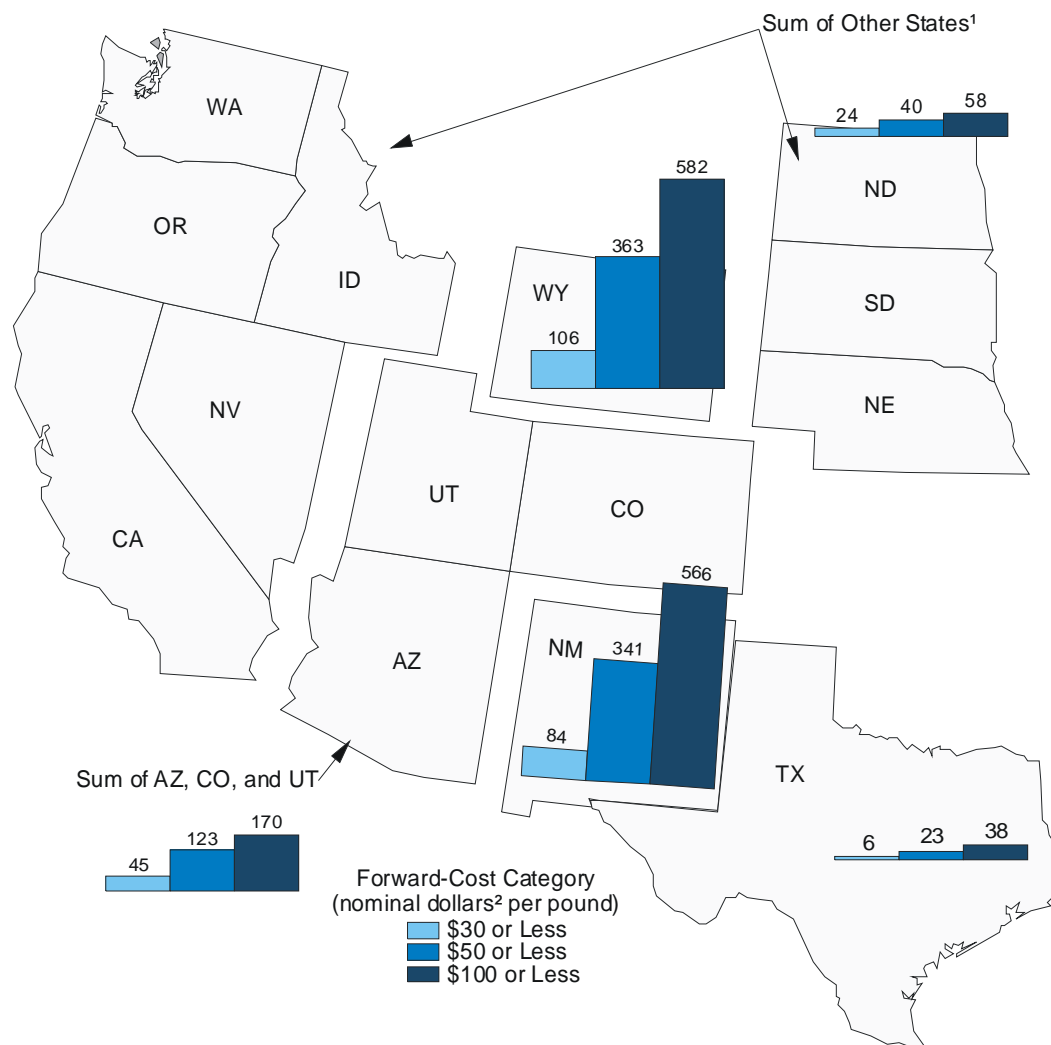 Sum of Other States¹
24
40
58
WA
ND
582
OR
363
ID
WY
SD
106
NV
NE
UT
CO
CA
566
NM
341
AZ
84
TX
Sum of AZ, CO, and UT
170
123
45
38
23
6
Forward-Cost Category
(nominal dollars² per pound)
$30 or Less
$50 or Less
$100 or Less